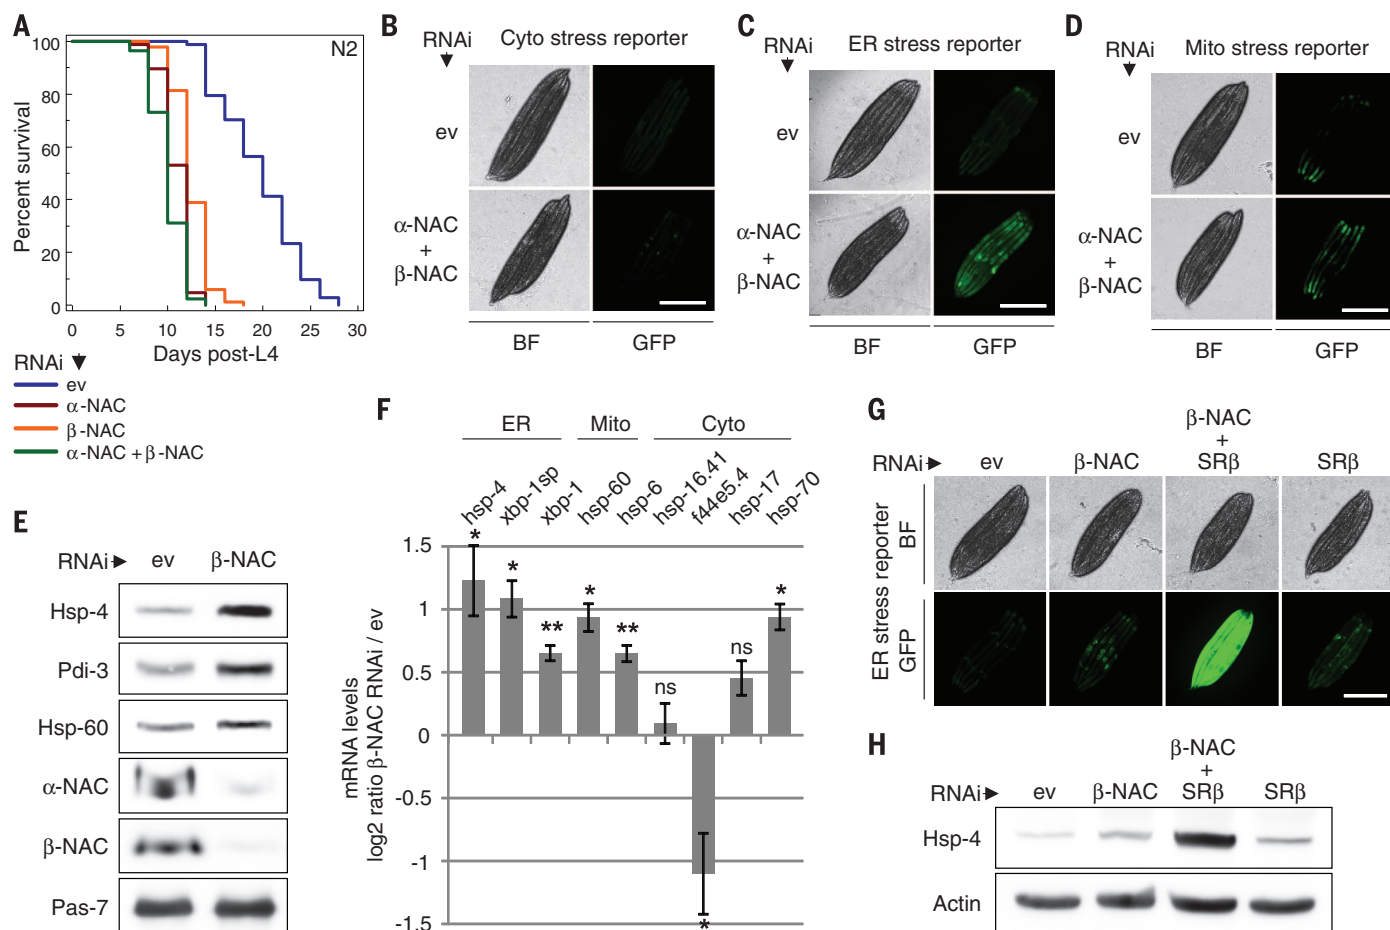 A
N2
Percent survival
100
80
60
40
20
0
0 5 10 15 20 25 30
Days post-L4
RNAi
ev
α-NAC
β-NAC
α-NAC + β-NAC
B
RNAi
Cyto stress reporter
ev
α-NAC
+
β-NAC
BF GFP
C
RNAi
ER stress reporter
ev
α-NAC
+
β-NAC
BF GFP
D
RNAi
Mito stress reporter
ev
α-NAC
+
β-NAC
BF GFP
E
RNAi ev β-NAC
Hsp-4
Pdi-3
Hsp-60
α-NAC
β-NAC
Pas-7
F
ER Mito Cyto
hsp-4 xbp-1sp xbp-1 hsp-60 hsp-6 hsp-16.41 f44e5.4 hsp-17 hsp-70
mRNA levels
log2 ratio β-NAC RNAi / ev
1.5
1
0.5
0
-0.5
-1
-1.5
* * ** * ** ns * ns *
G
RNAi ev β-NAC β-NAC + SRβ SRβ
ER stress reporter
BF
GFP
H
RNAi ev β-NAC β-NAC + SRβ SRβ
Hsp-4
Actin